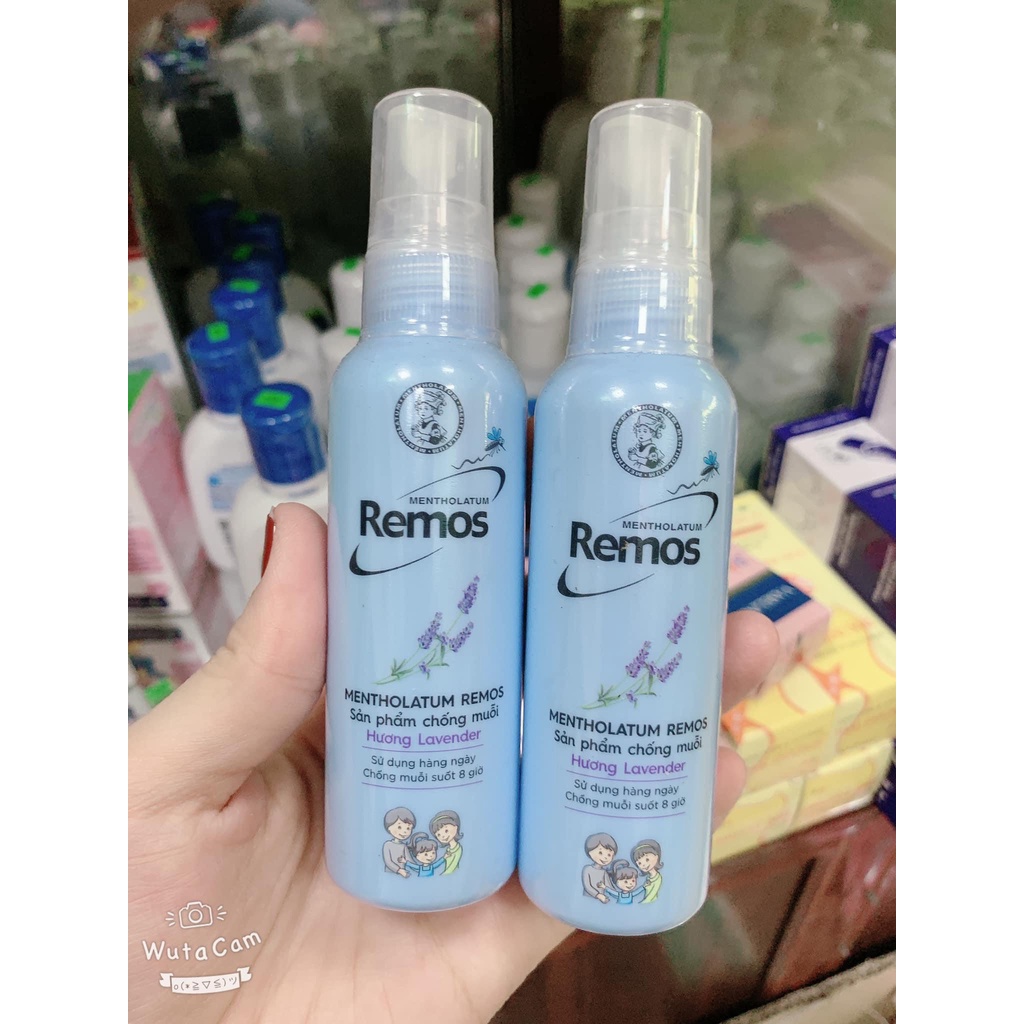 MENTHOLATUM
MENTHOLATUM
Remos
MENTHOLATUM REMOS
Sản phẩm chống muỗi
Hương Lavender
Sử dụng hàng ngày
Chống muỗi suốt 8 giờ
MENTHOLATUM
MENTHOLATUM
Remos
MENTHOLATUM REMOS
Sản phẩm chống muỗi
Hương Lavender
Sử dụng hàng ngày
Chống muỗi suốt 8 giờ
WutaCam